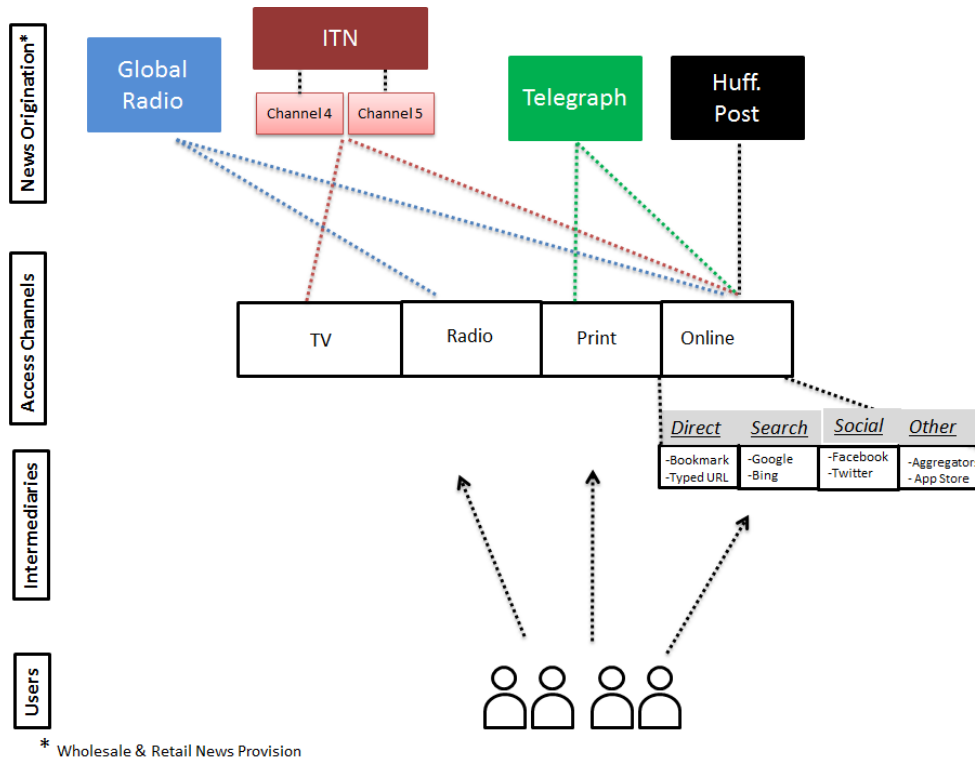 News Origination*
Global
Radio
ITN
Channel 4
Channel 5
Telegraph
Huff.
Post
Access Channels
TV
Radio
Print
Online
Intermediaries
Direct
Search
Social
Other
-Bookmark
-Typed URL
-Google
-Bing
-Facebook
-Twitter
-Aggregators
- App Store
Users
* Wholesale & Retail News Provision